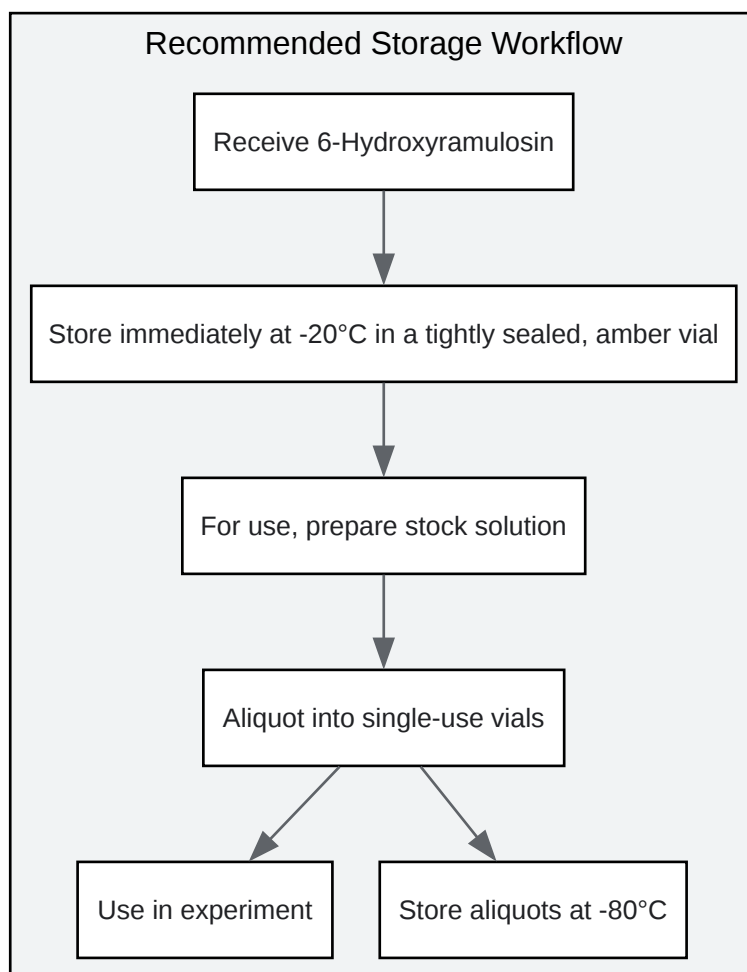 Recommended Storage Workflow
Receive 6-Hydroxyramulosin
Store immediately at -20°C in a tightly sealed, amber vial
For use, prepare stock solution
Aliquot into single-use vials
Use in experiment
Store aliquots at -80°C